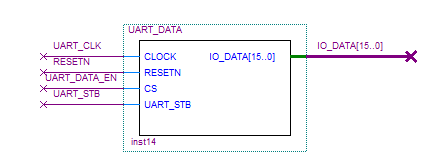 UART_DATA
UART_CLK
RESETN
UART_DATA_EN
UART_STB
CLOCK
RESETN
CS
UART_STB
IO_DATA[15..0]
IO_DATA[15..0]
inst14